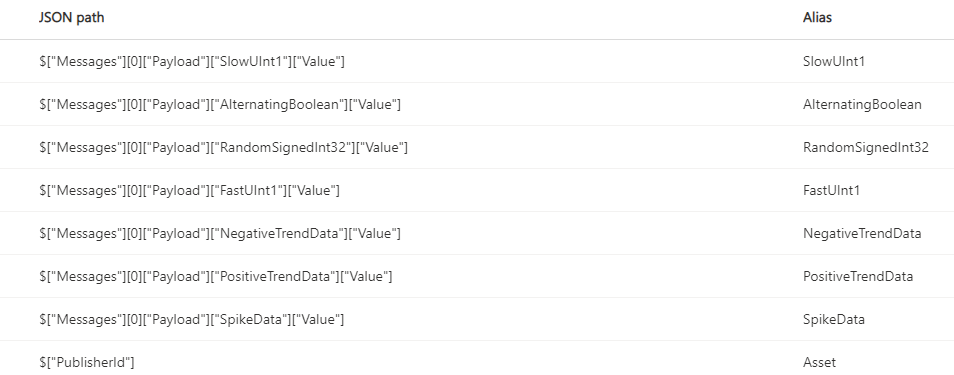 JSON path Alias
$["Messages"][0]["Payload"]["SlowUInt1"]["Value"] SlowUInt1
$["Messages"][0]["Payload"]["AlternatingBoolean"]["Value"] AlternatingBoolean
$["Messages"][0]["Payload"]["RandomSignedInt32"]["Value"] RandomSignedInt32
$["Messages"][0]["Payload"]["FastUInt1"]["Value"] FastUInt1
$["Messages"][0]["Payload"]["NegativeTrendData"]["Value"] NegativeTrendData
$["Messages"][0]["Payload"]["PositiveTrendData"]["Value"] PositiveTrendData
$["Messages"][0]["Payload"]["SpikeData"]["Value"] SpikeData
$["PublisherId"] Asset